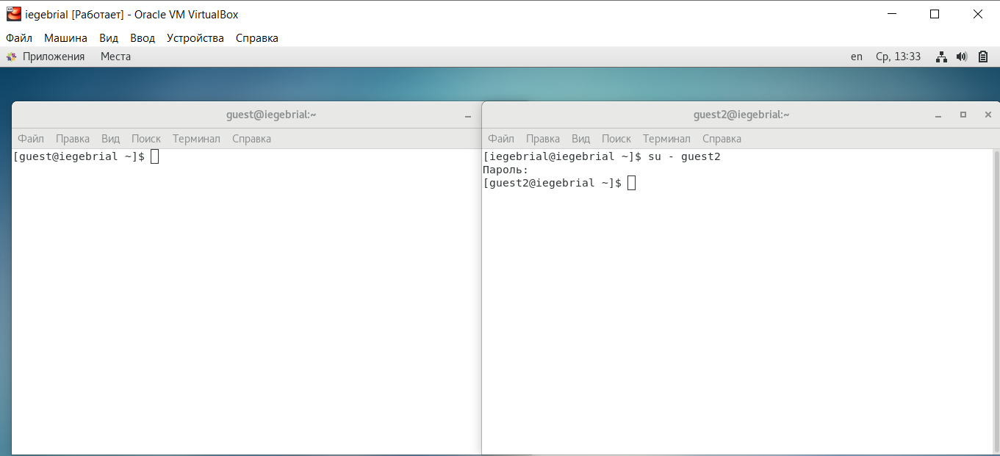 iegebrial [Работает] - Oracle VM VirtualBox
Файл Машина Вид Ввод Устройства Справка
Приложения Места en Ср, 13:33
guest@iegebrial:~
Файл Правка Вид Поиск Терминал Справка
[guest@iegebrial ~]$
guest2@iegebrial:~
Файл Правка Вид Поиск Терминал Справка
[iegebrial@iegebrial ~]$ su - guest2
Пароль:
[guest2@iegebrial ~]$